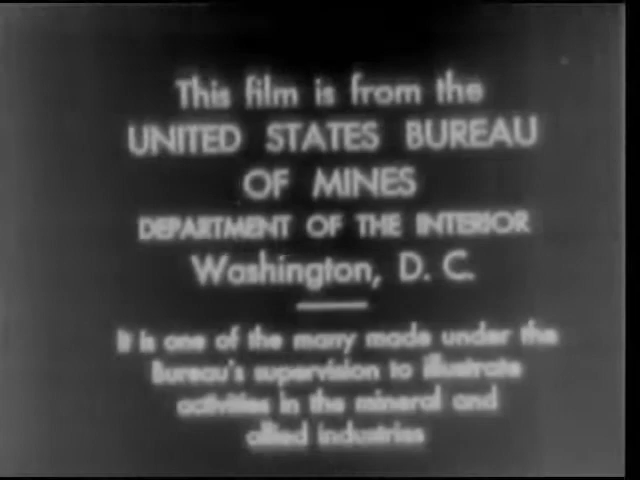 This film is from the
UNITED STATES BUREAU
OF MINES
DEPARTMENT OF THE INTERIOR
Washington, D. C.
It is one of the many made under the
Bureau's supervision to illustrate
activities in the mineral and
allied industries